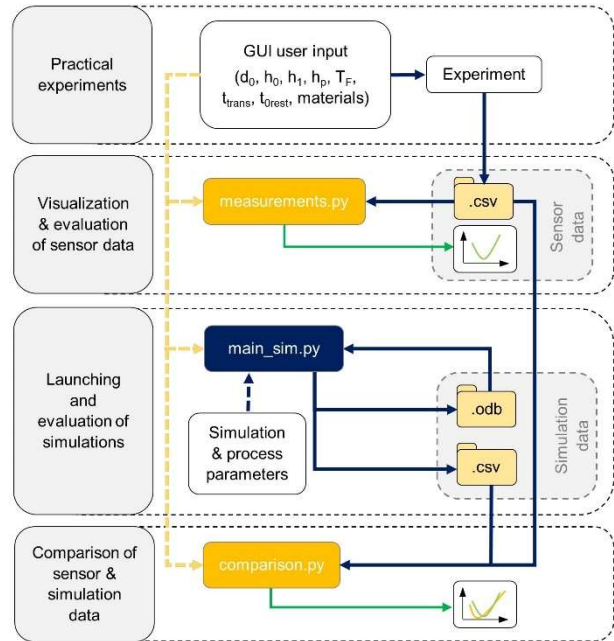 Practical
experiments
GUI user input
(d0, h0, h1, hp, TF,
ttrans, t0rest, materials)
Experiment
Visualization
& evaluation
of sensor data
measurements.py
.csv
Sensor
data
Launching
and
evaluation of
simulations
main_sim.py
Simulation
& process
parameters
.odb
.csv
Simulation
data
Comparison of
sensor &
simulation
data
comparison.py